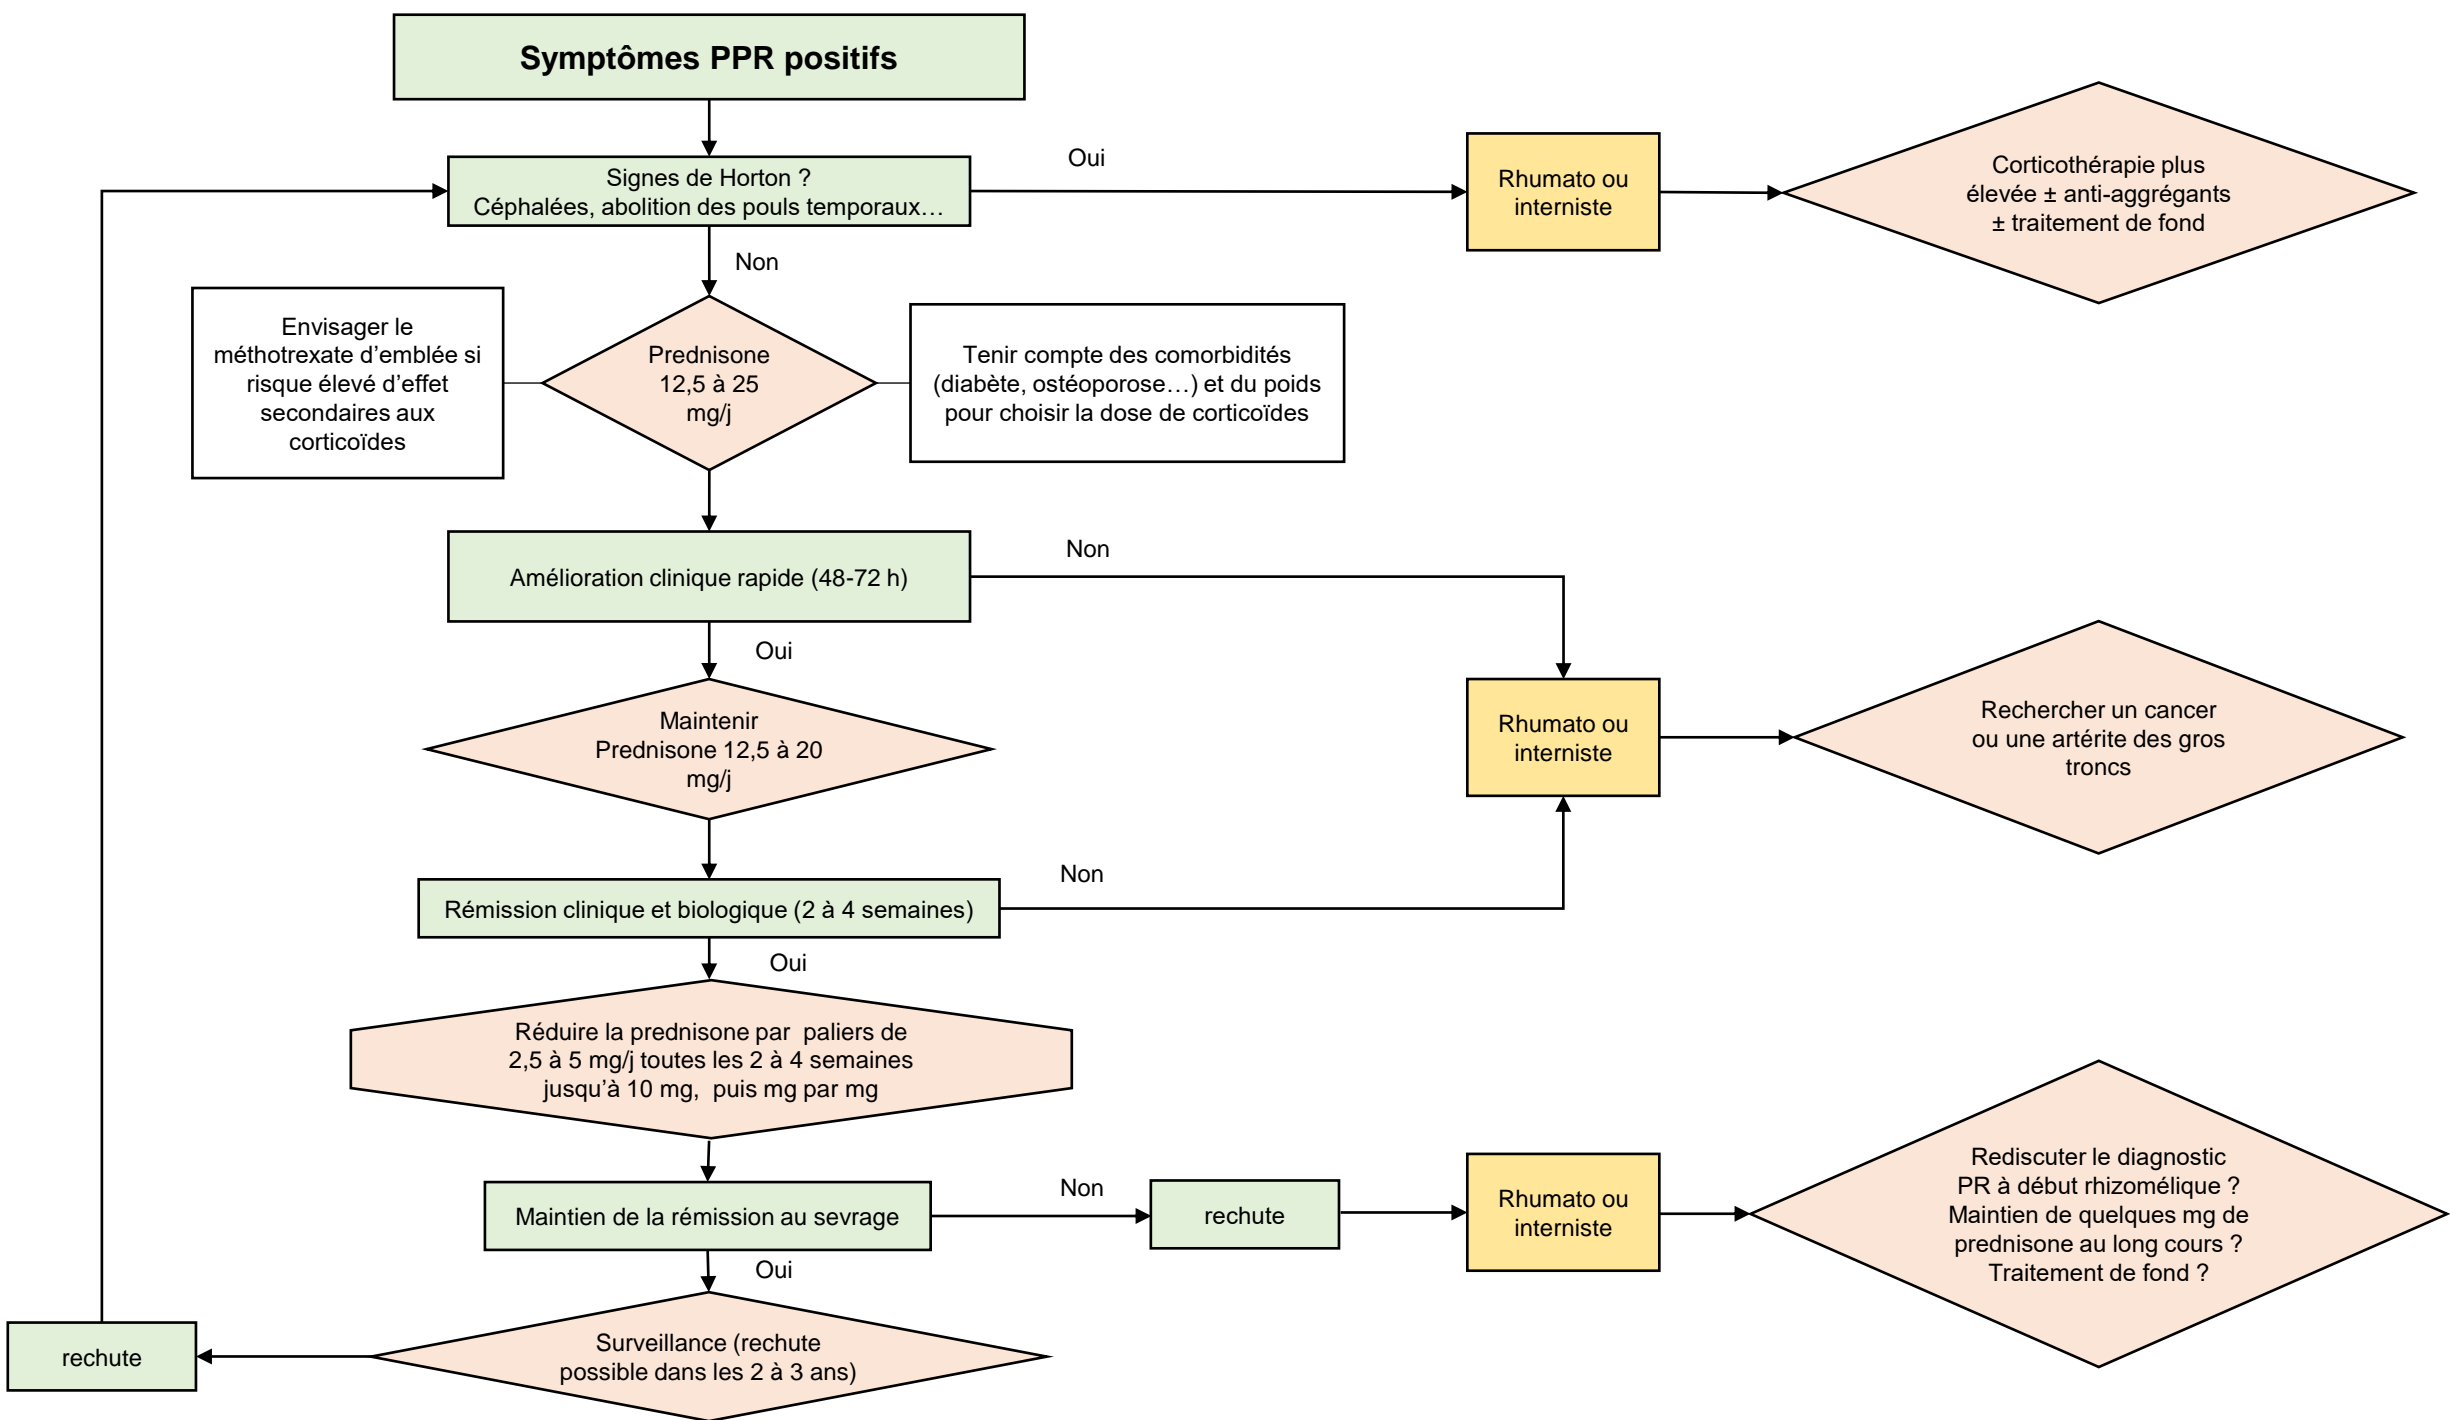 Symptômes PPR positifs
Signes de Horton ?
Céphalées, abolition des pouls temporaux…
Oui
Rhumato ou
interniste
Corticothérapie plus
élevée ± anti-aggrégants
± traitement de fond
Non
Envisager le
méthotrexate d’emblée si
risque élevé d’effet
secondaires aux
corticoïdes
Prednisone
12,5 à 25
mg/j
Tenir compte des comorbidités
(diabète, ostéoporose…) et du poids
pour choisir la dose de corticoïdes
Amélioration clinique rapide (48-72 h)
Non
Oui
Maintenir
Prednisone 12,5 à 20
mg/j
Rhumato ou
interniste
Rechercher un cancer
ou une artérite des gros
troncs
Rémission clinique et biologique (2 à 4 semaines)
Non
Oui
Réduire la prednisone par paliers de
2,5 à 5 mg/j toutes les 2 à 4 semaines
jusqu’à 10 mg, puis mg par mg
Maintien de la rémission au sevrage
Non
rechute
Rhumato ou
interniste
Rediscuter le diagnostic
PR à début rhizomélique ?
Maintien de quelques mg de
prednisone au long cours ?
Traitement de fond ?
Oui
Surveillance (rechute
possible dans les 2 à 3 ans)
rechute